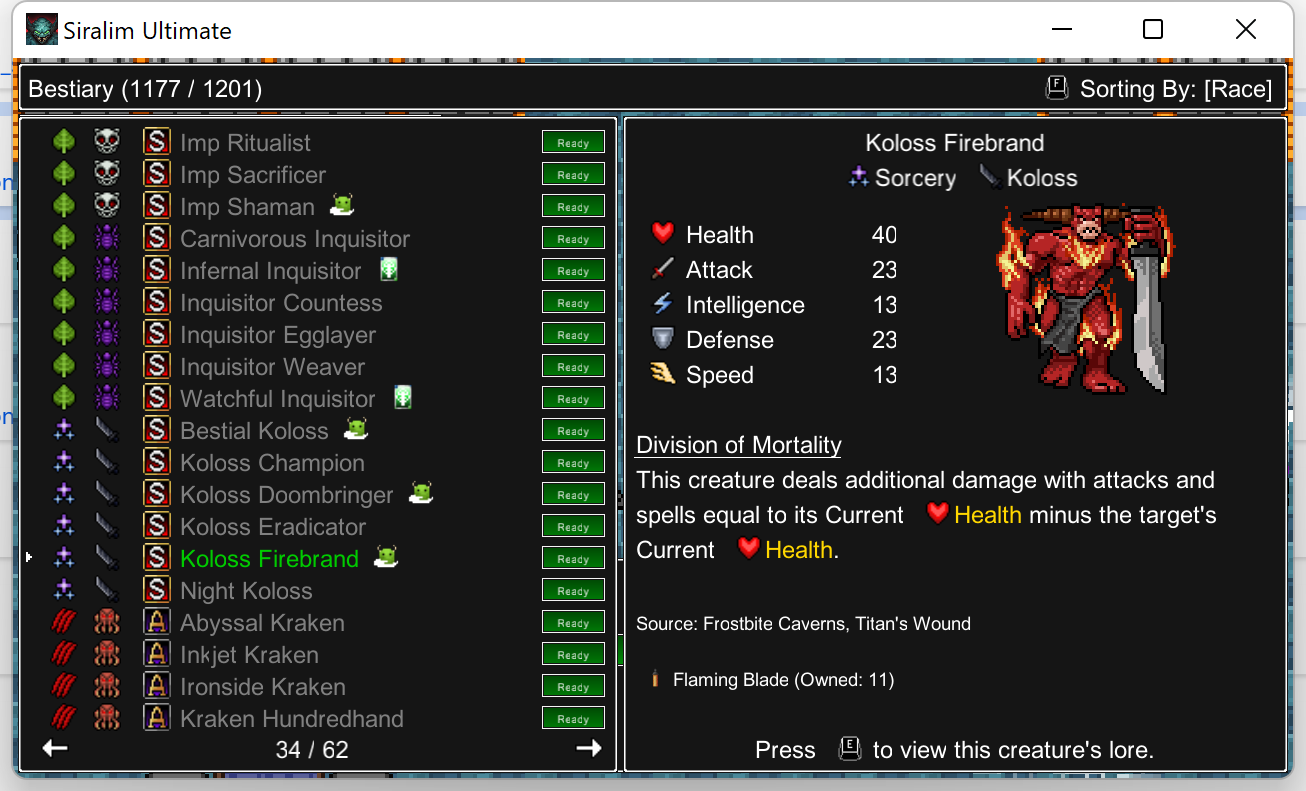 Siralim Ultimate
Bestiary (1177 / 1201)
F Sorting By: [Race]
S Imp Ritualist Ready
S Imp Sacrificer Ready
S Imp Shaman Ready
S Carnivorous Inquisitor Ready
S Infernal Inquisitor Ready
S Inquisitor Countess Ready
S Inquisitor Egglayer Ready
S Inquisitor Weaver Ready
S Watchful Inquisitor Ready
S Bestial Koloss Ready
S Koloss Champion Ready
S Koloss Doombringer Ready
S Koloss Eradicator Ready
S Koloss Firebrand Ready
S Night Koloss Ready
A Abyssal Kraken Ready
A Inkjet Kraken Ready
A Ironside Kraken Ready
A Kraken Hundredhand Ready
34 / 62
Koloss Firebrand
Sorcery Koloss
Health 40
Attack 23
Intelligence 13
Defense 23
Speed 13
Division of Mortality
This creature deals additional damage with attacks and
spells equal to its Current Health minus the target's
Current Health.
Source: Frostbite Caverns, Titan's Wound
Flaming Blade (Owned: 11)
Press E to view this creature's lore.